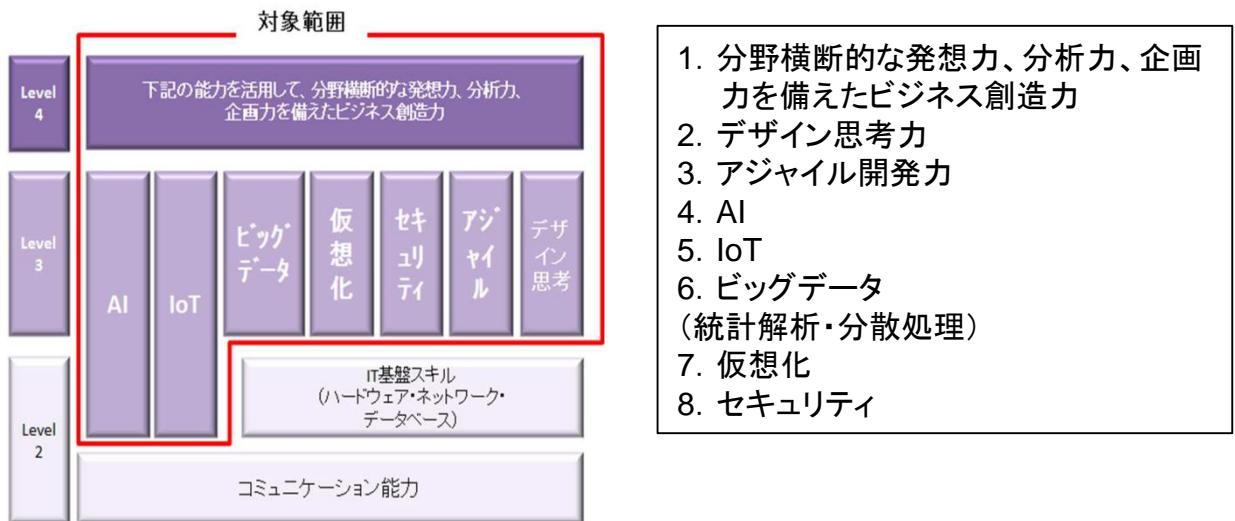 対象範囲
Level
4
下記の能力を活用して、分野横断的な発想力、分析力、
企画力を備えたビジネス創造力
Level
3
AI
IoT
ビッグ
データ
仮
想
化
セキ
ュリ
ティ
アジ
ャイ
ル
デザ
イン
思考
IT基盤スキル
(ハードウェア・ネットワーク・
データベース)
Level
2
コミュニケーション能力
1. 分野横断的な発想力、分析力、企画
力を備えたビジネス創造力
2. デザイン思考力
3. アジャイル開発力
4. AI
5. IoT
6. ビッグデータ
(統計解析・分散処理)
7. 仮想化
8. セキュリティ